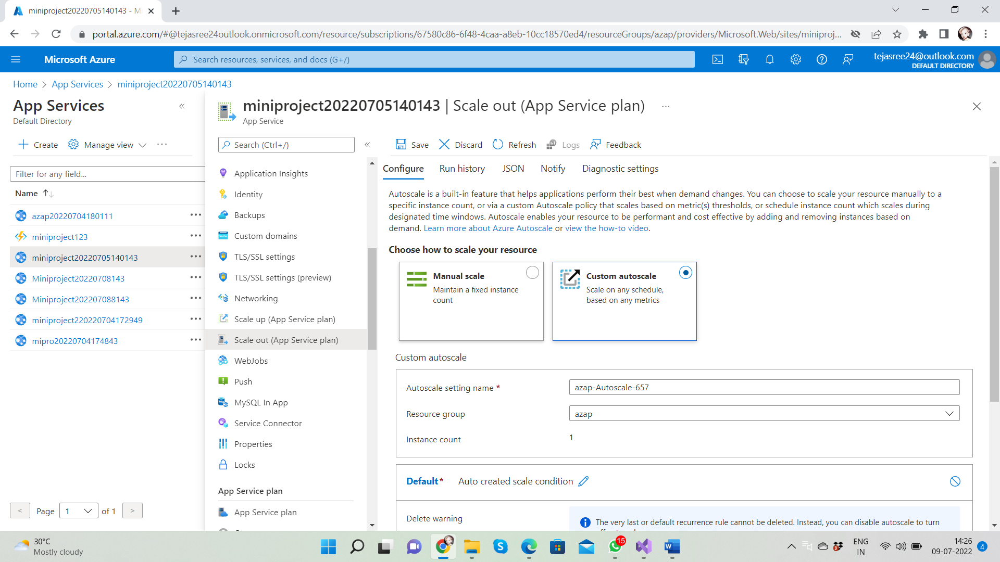 miniproject20220705140143 - Mi
portal.azure.com/#@tejasree24outlook.onmicrosoft.com/resource/subscriptions/67580c86-6f48-4caa-a8eb-10cc18570ed4/resourceGroups/azap/providers/Microsoft.Web/sites/miniproj...
Microsoft Azure
Search resources, services, and docs (G+/)
tejasree24@outlook.com
DEFAULT DIRECTORY
Home > App Services > miniproject20220705140143
App Services
Default Directory
+ Create
Manage view
Filter for any field...
Name
azap20220704180111
miniproject123
miniproject20220705140143
Miniproject20220708143
Miniproject202207088143
miniproject220220704172949
mipro20220704174843
< Page 1 of 1 >
miniproject20220705140143 | Scale out (App Service plan)
App Service
Search (Ctrl+/)
Application Insights
Identity
Backups
Custom domains
TLS/SSL settings
TLS/SSL settings (preview)
Networking
Scale up (App Service plan)
Scale out (App Service plan)
WebJobs
Push
MySQL In App
Service Connector
Properties
Locks
App Service plan
App Service plan
Save Discard Refresh Logs Feedback
Configure Run history JSON Notify Diagnostic settings
Autoscale is a built-in feature that helps applications perform their best when demand changes. You can choose to scale your resource manually to a
specific instance count, or via a custom Autoscale policy that scales based on metric(s) thresholds, or schedule instance count which scales during
designated time windows. Autoscale enables your resource to be performant and cost effective by adding and removing instances based on
demand. Learn more about Azure Autoscale or view the how-to video.
Choose how to scale your resource
Manual scale
Maintain a fixed instance
count
Custom autoscale
Scale on any schedule,
based on any metrics
Custom autoscale
Autoscale setting name *
azap-Autoscale-657
Resource group
azap
Instance count
1
Default* Auto created scale condition
Delete warning
The very last or default recurrence rule cannot be deleted. Instead, you can disable autoscale to turn
30°C
Mostly cloudy
15
ENG
IN
14:26
09-07-2022
4